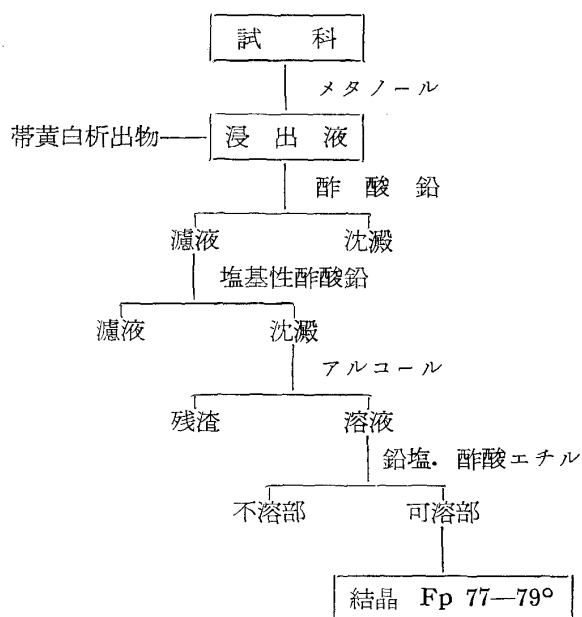 試科
メタノール
帯黄白析出物
浸出液
酢酸鉛
濾液 沈澱
塩基性酢酸鉛
濾液 沈澱
アルコール
残渣 溶液
鉛塩．酢酸エチル
不溶部 可溶部
結晶 Fp 77—79°